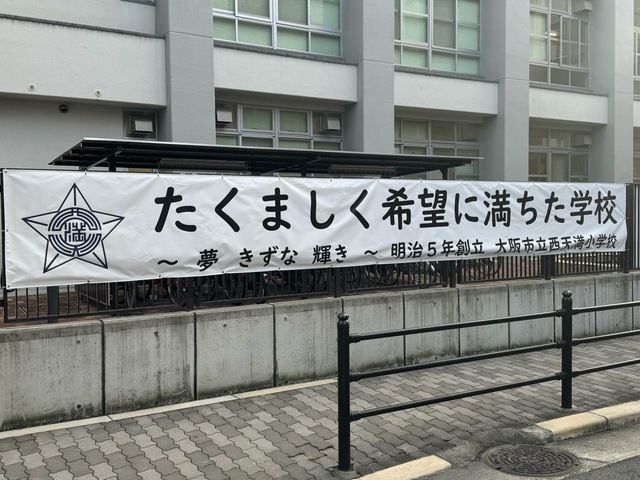 たくましく希望に満ちた学校
～ 夢 きずな 輝き ～ 明治5年創立 大阪市立西天満小学校